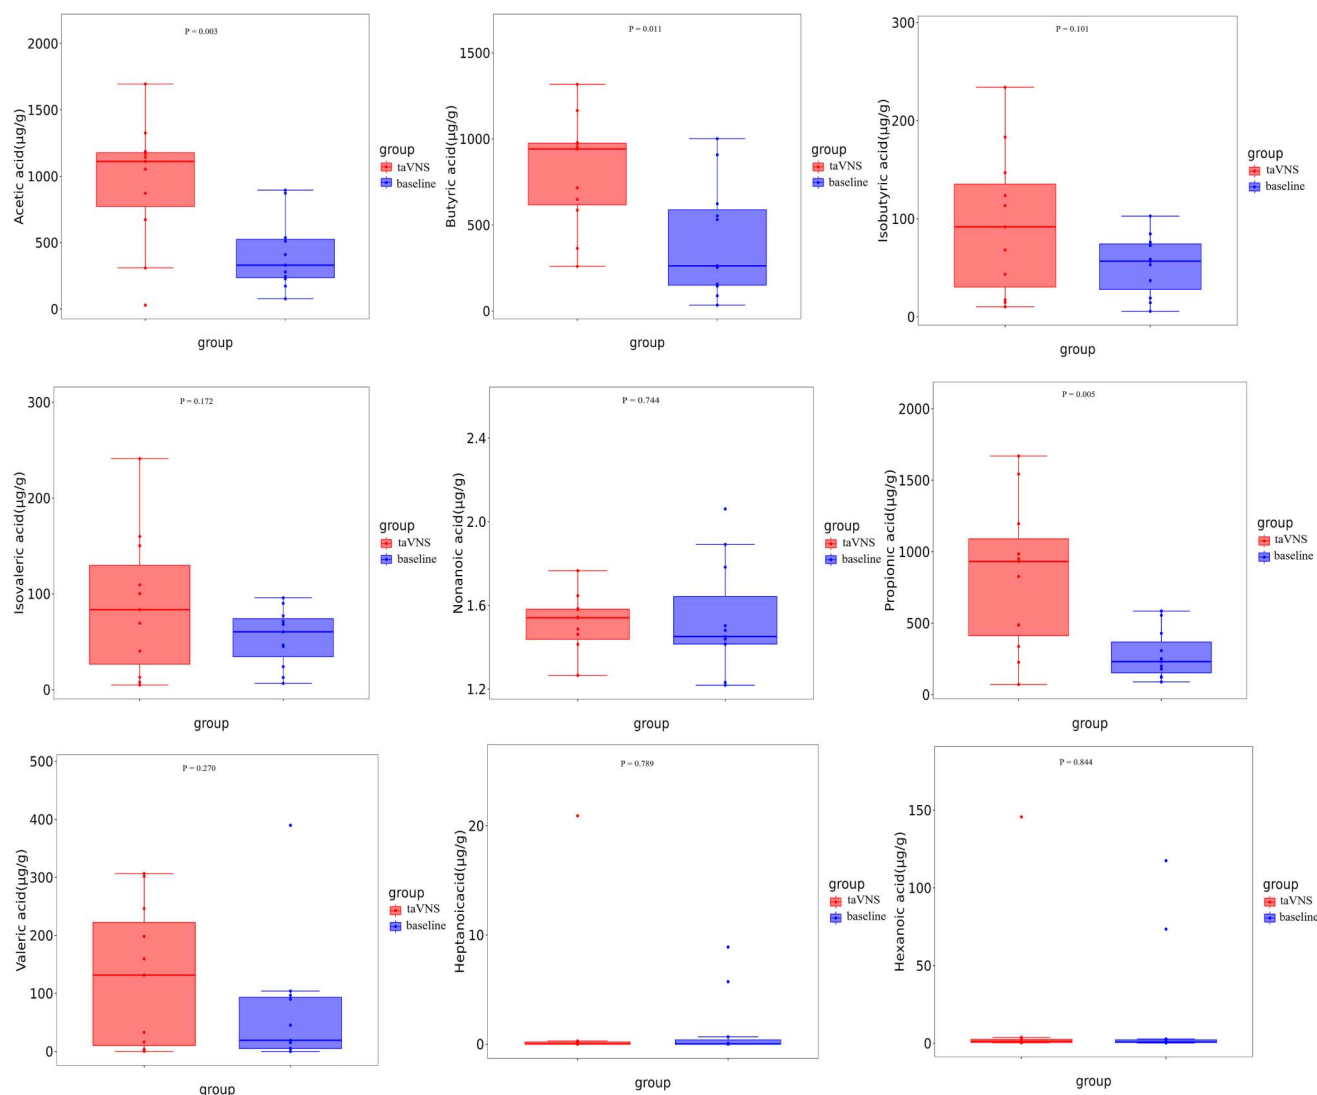 P = 0.003
2000
1500
1000
500
0
Acetic acid(μg/g)
group
taVNS
baseline
group
P = 0.011
1500
1000
500
0
Butyric acid(μg/g)
group
taVNS
baseline
group
P = 0.101
300
200
100
0
Isobutyric acid(μg/g)
group
taVNS
baseline
group
P = 0.172
300
200
100
0
Isovaleric acid(μg/g)
group
taVNS
baseline
group
P = 0.744
2.4
2.0
1.6
1.2
Nonanoic acid(μg/g)
group
taVNS
baseline
group
P = 0.005
2000
1500
1000
500
0
Propionic acid(μg/g)
group
taVNS
baseline
group
P = 0.270
500
400
300
200
100
0
Valeric acid(μg/g)
group
taVNS
baseline
group
P = 0.789
20
10
0
Heptanoicacid(μg/g)
group
taVNS
baseline
group
P = 0.844
150
100
50
0
Hexanoic acid(μg/g)
group
taVNS
baseline
group